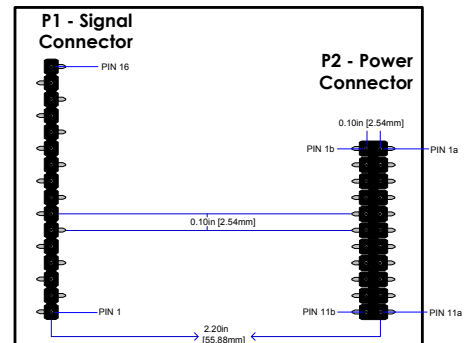 P1 - Signal
Connector
PIN 16
P2 - Power
Connector
0.10in [2.54mm]
PIN 1b
PIN 1a
0.10in [2.54mm]
PIN 1
PIN 11b
PIN 11a
2.20in
[55.88mm]